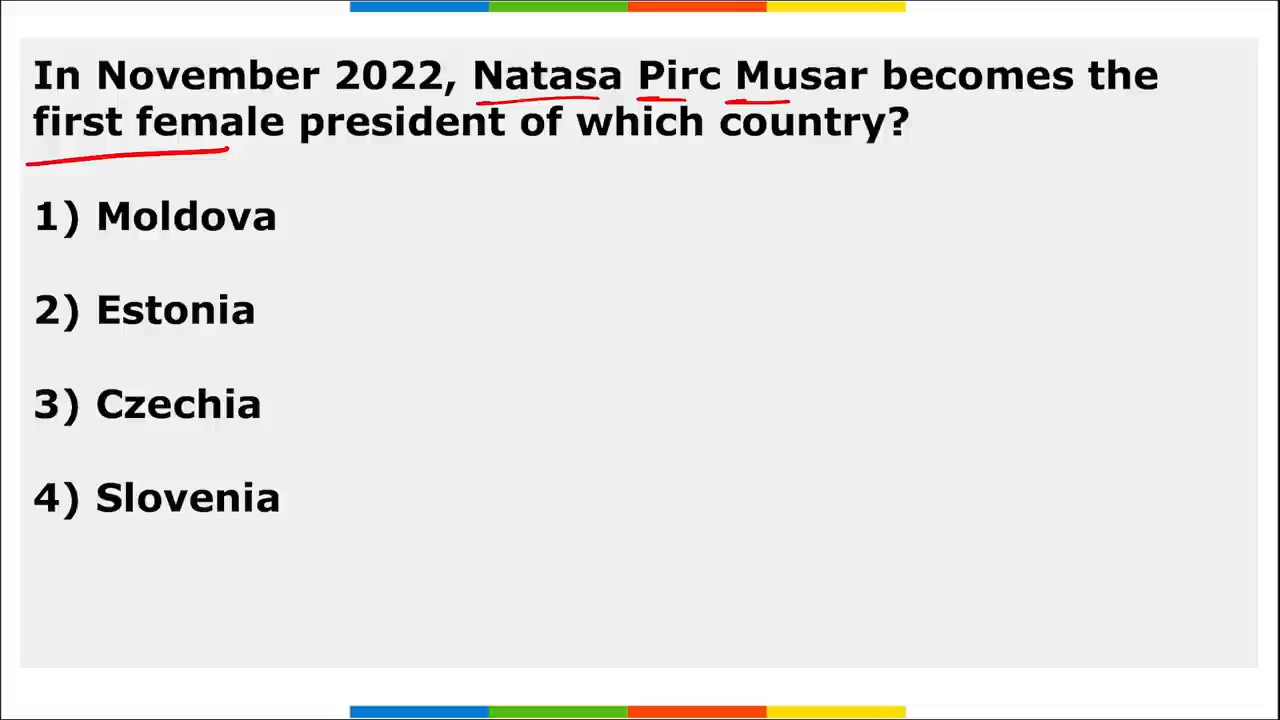 In November 2022, Natasa Pirc Musar becomes the
first female president of which country?
1) Moldova
2) Estonia
3) Czechia
4) Slovenia